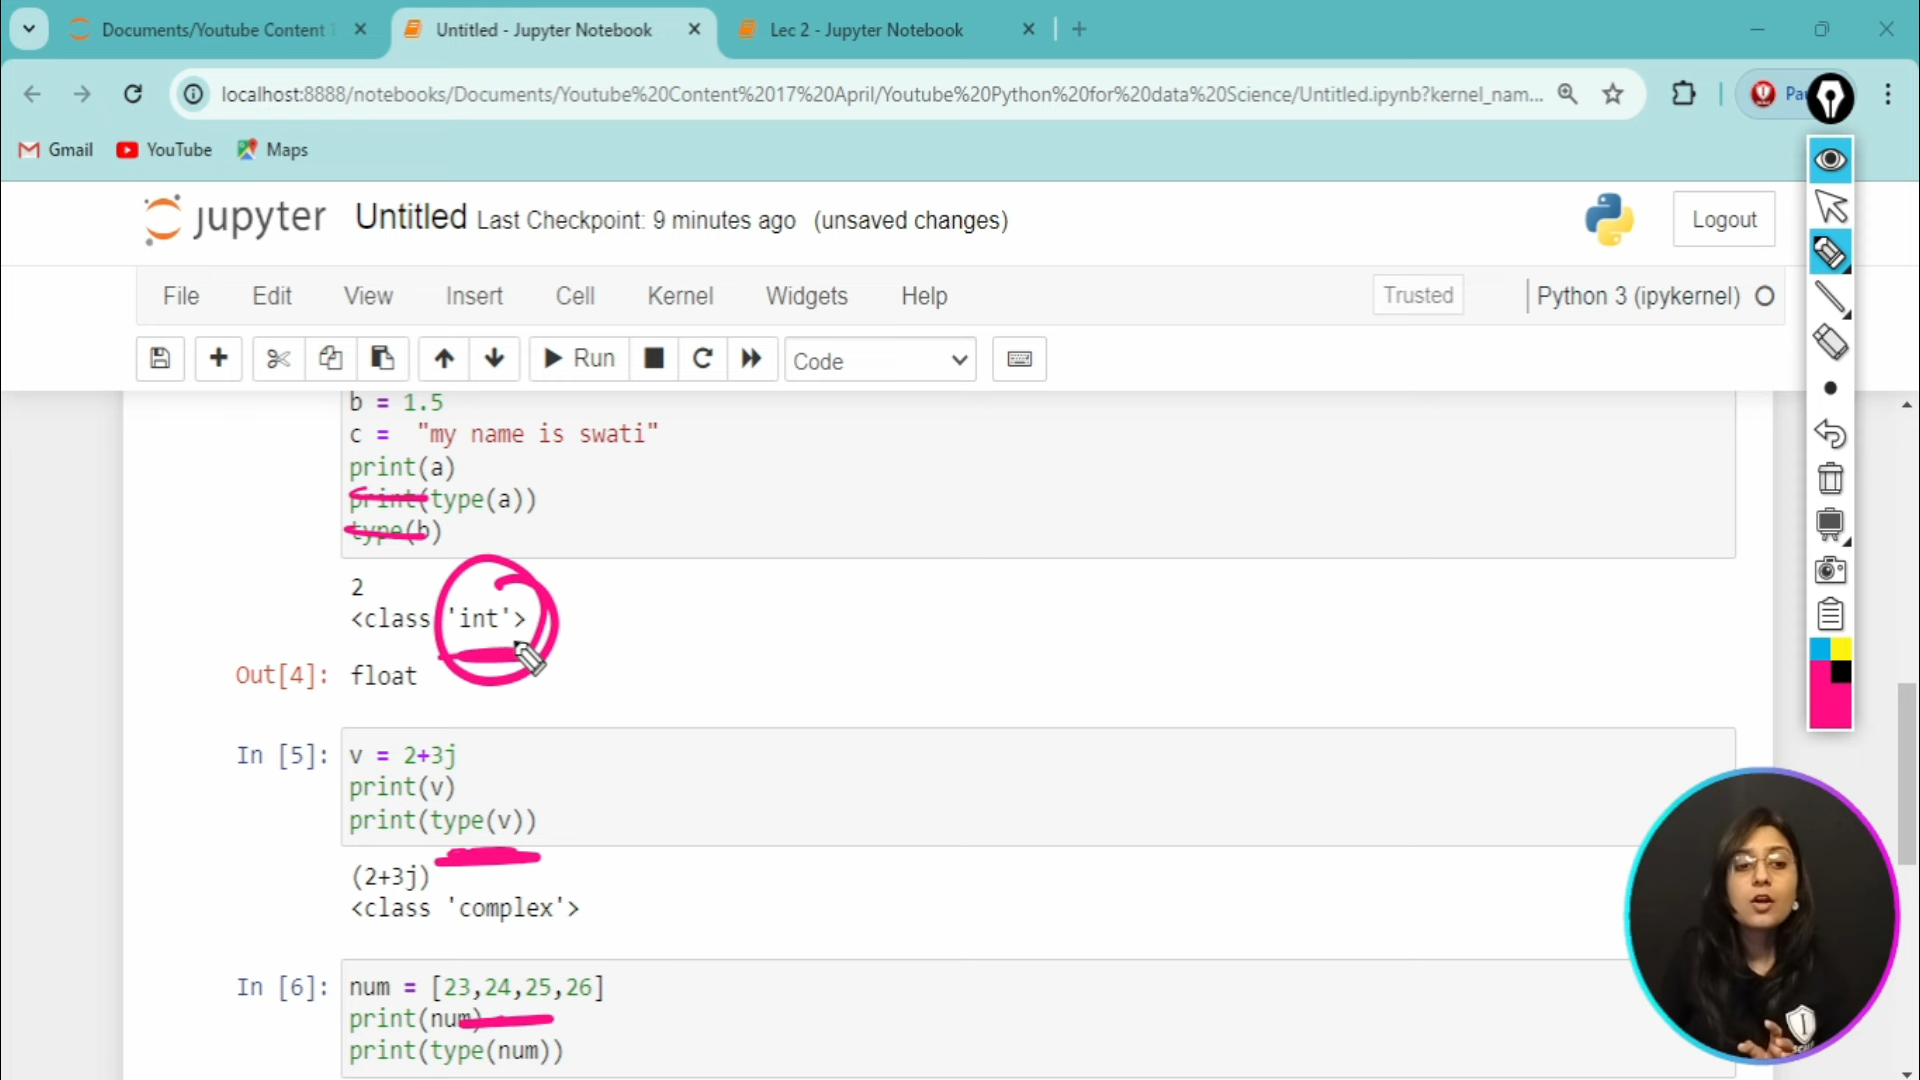 Documents/Youtube Content 1
Untitled - Jupyter Notebook
Lec 2 - Jupyter Notebook
localhost:8888/notebooks/Documents/Youtube%20Content%2017%20April/Youtube%20Python%20for%20data%20Science/Untitled.ipynb?kernel_nam...
Gmail
YouTube
Maps
jupyter Untitled Last Checkpoint: 9 minutes ago (unsaved changes)
Logout
File Edit View Insert Cell Kernel Widgets Help
Trusted
Python 3 (ipykernel)
Run
Code
b = 1.5
c =  "my name is swati"
print(a)
print(type(a))
type(b)
2
<class 'int'>
Out[4]: float
In [5]: v = 2+3j
print(v)
print(type(v))
(2+3j)
<class 'complex'>
In [6]: num = [23,24,25,26]
print(num)
print(type(num))